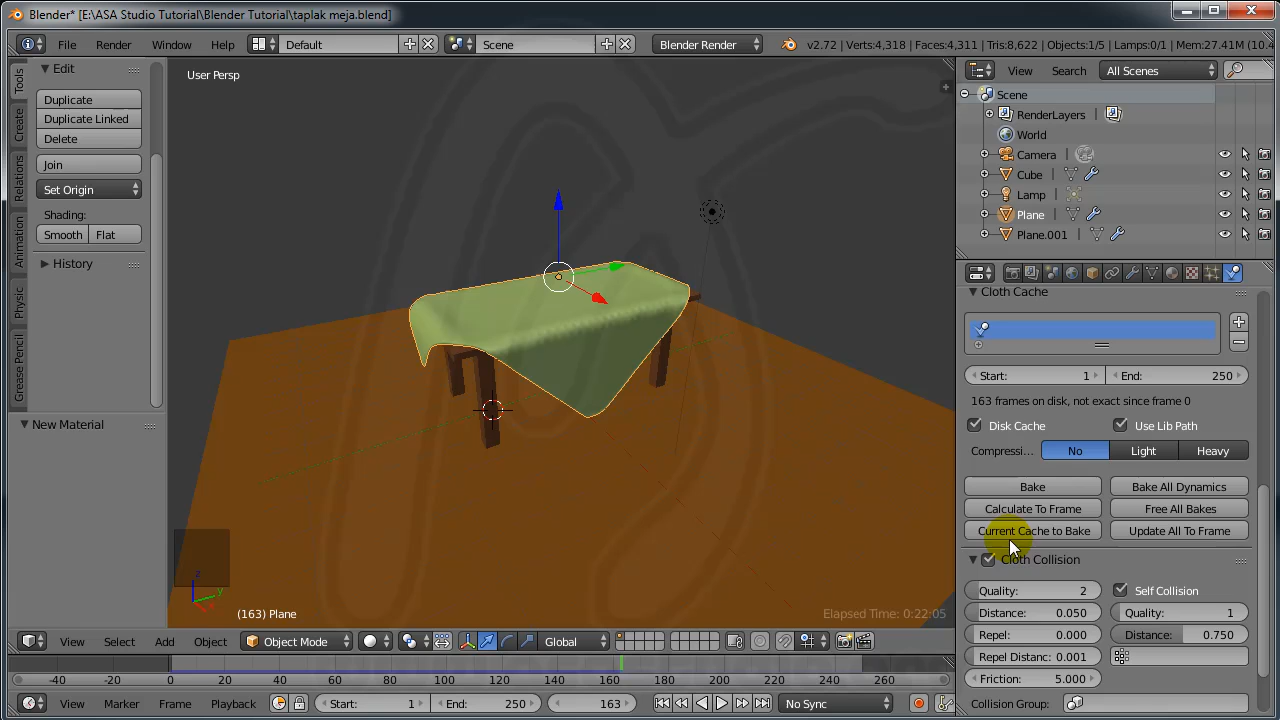 Blender* [E:\ASA Studio Tutorial\Blender Tutorial\taplak meja.blend]
File Render Window Help Default Scene Blender Render v2.72 | Verts:4,318 | Faces:4,311 | Tris:8,622 | Objects:1/5 | Lamps:0/1 | Mem:27.41M (10.4
Tools
Create
Relations
Animation
Physic
Grease Pencil
Edit
Duplicate
Duplicate Linked
Delete
Join
Set Origin
Shading:
Smooth Flat
History
New Material
User Persp
(163) Plane
Elapsed Time: 0:22:05
z
y
x
View Select Add Object Object Mode Global
View Search All Scenes
Scene
RenderLayers
World
Camera
Cube
Lamp
Plane
Plane.001
Cloth Cache
Start: 1 End: 250
163 frames on disk, not exact since frame 0
Disk Cache Use Lib Path
Compressi... No Light Heavy
Bake Bake All Dynamics
Calculate To Frame Free All Bakes
Current Cache to Bake Update All To Frame
Cloth Collision
Quality: 2 Self Collision
Distance: 0.050 Quality: 1
Repel: 0.000 Distance: 0.750
Repel Distanc: 0.001
Friction: 5.000
Collision Group:
-40 -20 0 20 40 60 80 100 120 140 160 180 200 220 240 260
View Marker Frame Playback Start: 1 End: 250 163 No Sync